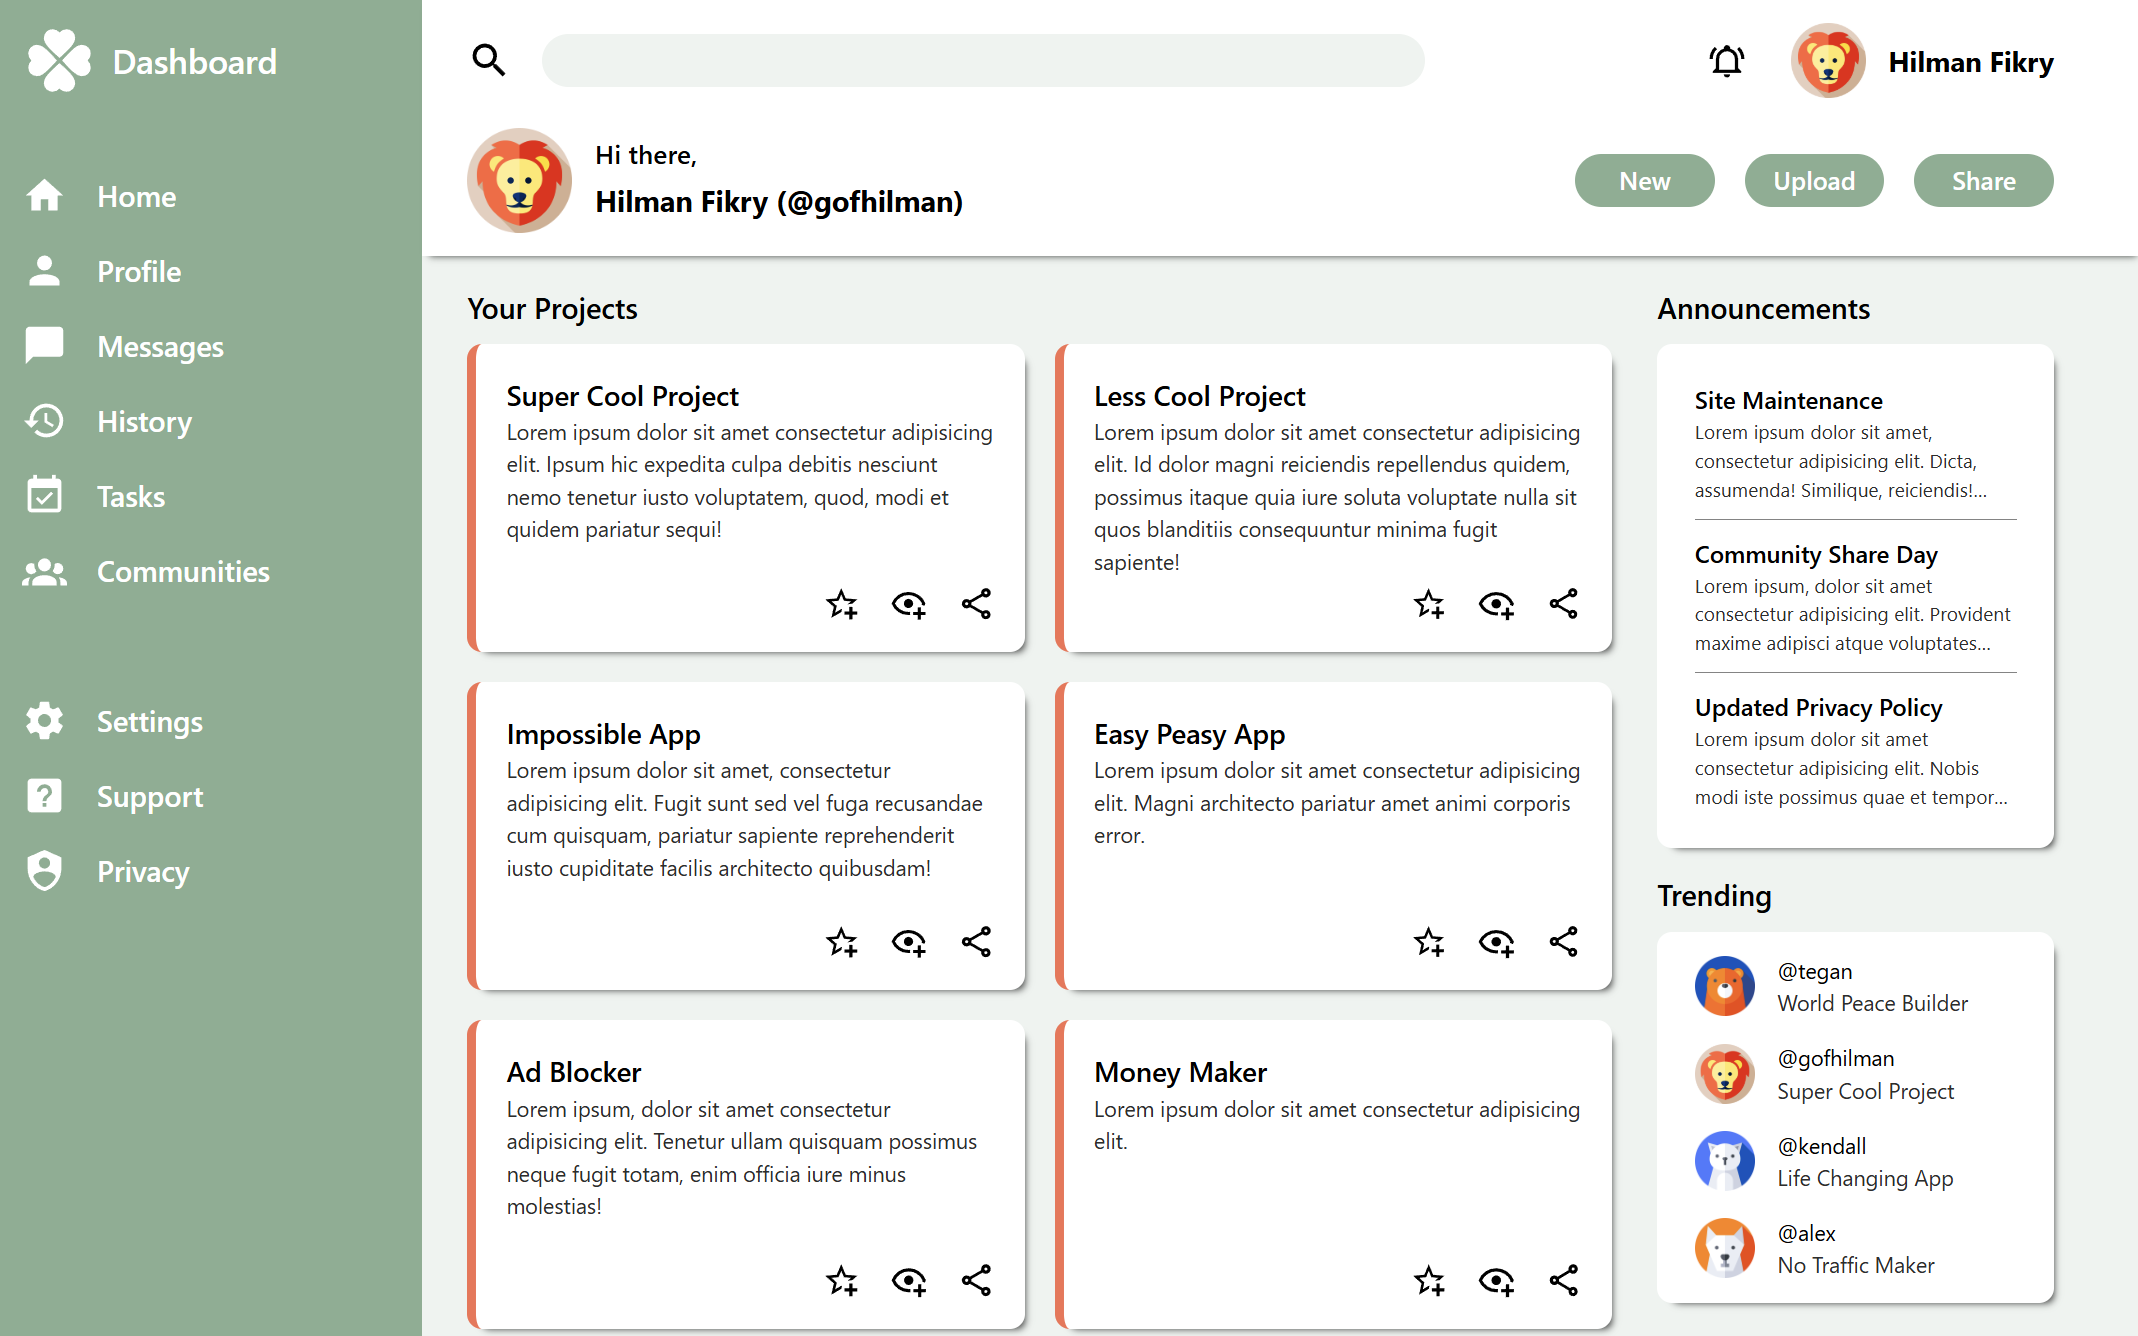 Dashboard
Home
Profile
Messages
History
Tasks
Communities
Settings
Support
Privacy
Hilman Fikry
Hi there,
Hilman Fikry (@gofhilman)
New
Upload
Share
Your Projects
Super Cool Project
Lorem ipsum dolor sit amet consectetur adipisicing
elit. Ipsum hic expedita culpa debitis nesciunt
nemo tenetur iusto voluptatem, quod, modi et
quidem pariatur sequi!
Less Cool Project
Lorem ipsum dolor sit amet consectetur adipisicing
elit. Id dolor magni reiciendis repellendus quidem,
possimus itaque quia iure soluta voluptate nulla sit
quos blanditiis consequuntur minima fugit
sapiente!
Impossible App
Lorem ipsum dolor sit amet, consectetur
adipisicing elit. Fugit sunt sed vel fuga recusandae
cum quisquam, pariatur sapiente reprehenderit
iusto cupiditate facilis architecto quibusdam!
Easy Peasy App
Lorem ipsum dolor sit amet consectetur adipisicing
elit. Magni architecto pariatur amet animi corporis
error.
Ad Blocker
Lorem ipsum, dolor sit amet consectetur
adipisicing elit. Tenetur ullam quisquam possimus
neque fugit totam, enim officia iure minus
molestias!
Money Maker
Lorem ipsum dolor sit amet consectetur adipisicing
elit.
Announcements
Site Maintenance
Lorem ipsum dolor sit amet,
consectetur adipisicing elit. Dicta,
assumenda! Similique, reiciendis!...
Community Share Day
Lorem ipsum, dolor sit amet
consectetur adipisicing elit. Provident
maxime adipisci atque voluptates...
Updated Privacy Policy
Lorem ipsum dolor sit amet
consectetur adipisicing elit. Nobis
modi iste possimus quae et tempor...
Trending
@tegan
World Peace Builder
@gofhilman
Super Cool Project
@kendall
Life Changing App
@alex
No Traffic Maker